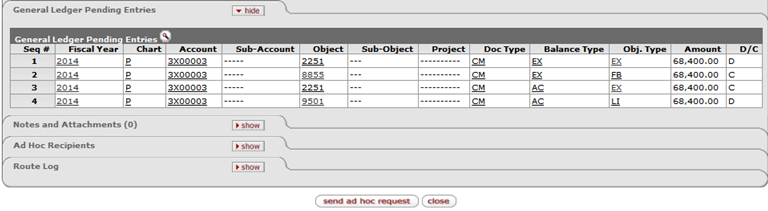 General Ledger Pending Entries hide
General Ledger Pending Entries
Seq # Fiscal Year Chart Account Sub-Account Object Sub-Object Project Doc Type Balance Type Obj. Type Amount D/C
1 2014 P 3X00003 ----- 2251 --- ---------- CM EX EX 68,400.00 D
2 2014 P 3X00003 ----- 8855 --- ---------- CM EX FB 68,400.00 C
3 2014 P 3X00003 ----- 2251 --- ---------- CM AC EX 68,400.00 C
4 2014 P 3X00003 ----- 9501 --- ---------- CM AC LI 68,400.00 D
Notes and Attachments (0) show
Ad Hoc Recipients show
Route Log show
send ad hoc request close